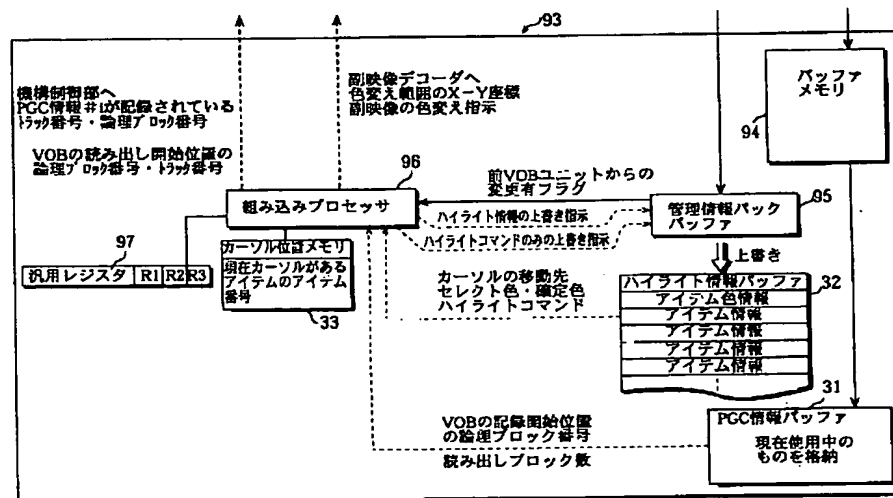 93
機構制御部へ
PGC情報#1が記録されている
トラック番号・論理ブロック番号
VOBの読み出し開始位置の
論理ブロック番号・トラック番号
副映像デコーダへ
色変え範囲のX-Y座標
副映像の色変え指示
バッファ
メモリ
94
96
組み込みプロセッサ
前VOBユニットからの
変更有フラグ
ハイライト情報の上書き指示
ハイライトコマンドのみの上書き指示
95
管理情報パック
バッファ
上書き
97
汎用レジスタ R1 R2 R3
カーソル位置メモリ
現在カーソルがある
アイテムのアイテム
番号
33
カーソルの移動先
セレクト色・確定色
ハイライトコマンド
ハイライト情報バッファ
アイテム色情報
アイテム情報
アイテム情報
アイテム情報
アイテム情報
32
31
VOBの記録開始位置
の論理ブロック番号
読み出しブロック数
PGC情報バッファ
現在使用中の
ものを格納